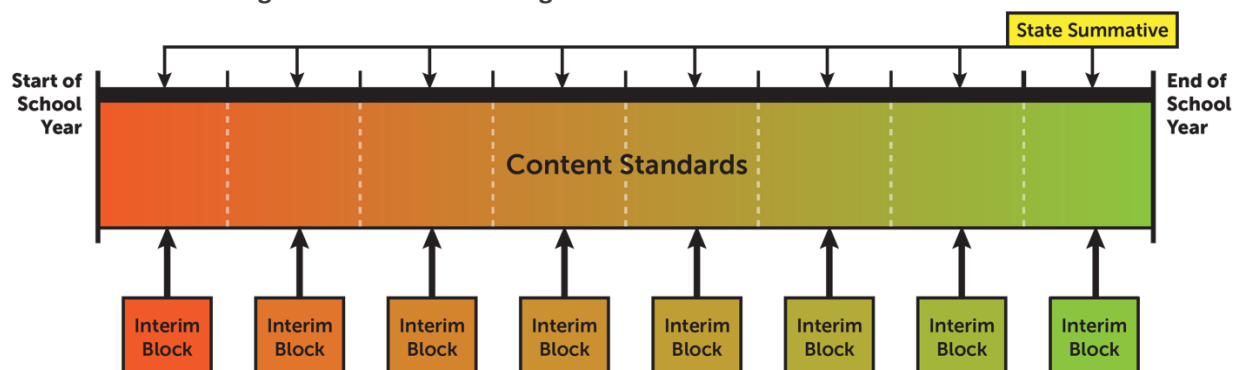 State Summative
Start of
School
Year
End of
School
Year
Content Standards
Interim
Block
Interim
Block
Interim
Block
Interim
Block
Interim
Block
Interim
Block
Interim
Block
Interim
Block